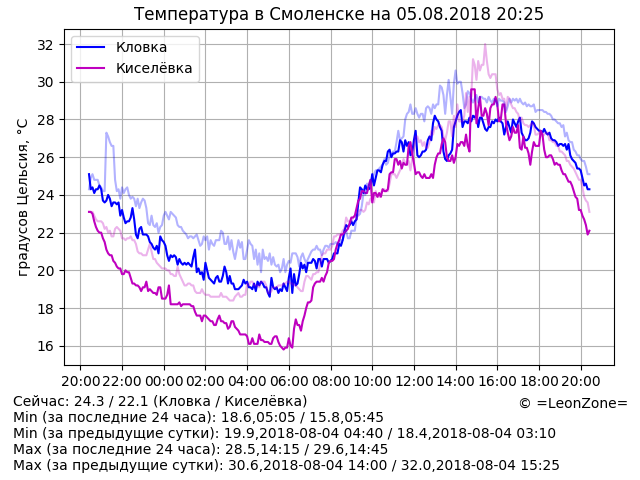 Температура в Смоленске на 05.08.2018 20:25
Кловка
Киселёвка
градусов Цельсия, °C
32
30
28
26
24
22
20
18
16
20:00 22:00 00:00 02:00 04:00 06:00 08:00 10:00 12:00 14:00 16:00 18:00 20:00
Сейчас: 24.3 / 22.1 (Кловка / Киселёвка)
© =LeonZone=
Min (за последние 24 часа): 18.6,05:05 / 15.8,05:45
Min (за предыдущие сутки): 19.9,2018-08-04 04:40 / 18.4,2018-08-04 03:10
Max (за последние 24 часа): 28.5,14:15 / 29.6,14:45
Max (за предыдущие сутки): 30.6,2018-08-04 14:00 / 32.0,2018-08-04 15:25